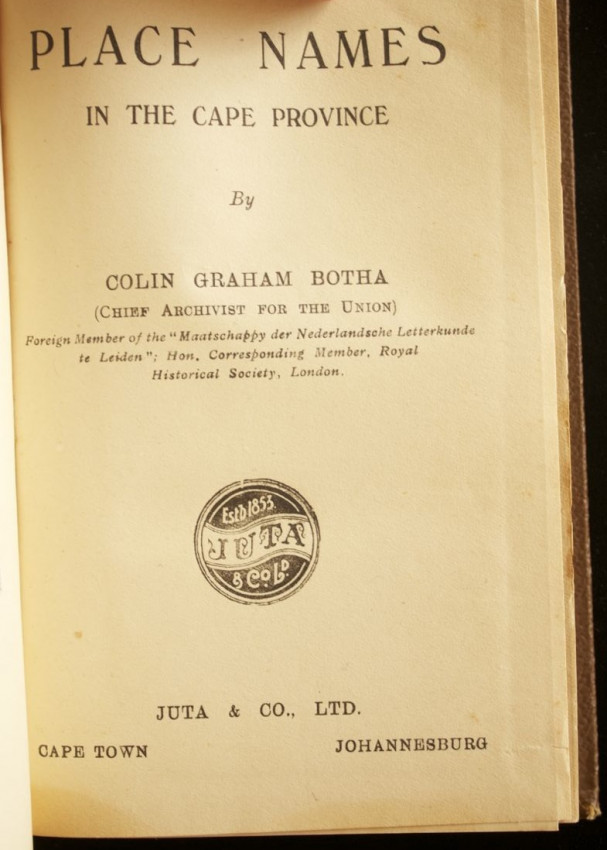 PLACE NAMES
IN THE CAPE PROVINCE
By
COLIN GRAHAM BOTHA
(CHIEF ARCHIVIST FOR THE UNION)
Foreign Member of the "Maatschappy der Nederlandsche Letterkunde
te Leiden"; Hon. Corresponding Member, Royal
Historical Society, London.
Estd 1853.
JUTA
& Co. Ld.
JUTA & CO., LTD.
CAPE TOWN JOHANNESBURG